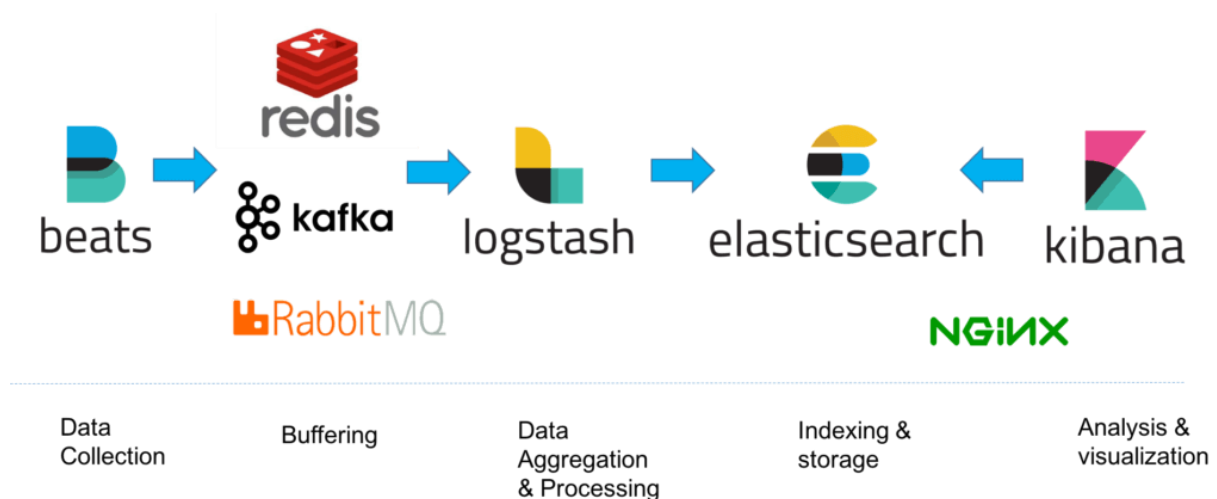 redis
beats
kafka
logstash
elasticsearch
kibana
RabbitMQ
NGINX
Data
Collection
Buffering
Data
Aggregation
& Processing
Indexing &
storage
Analysis &
visualization